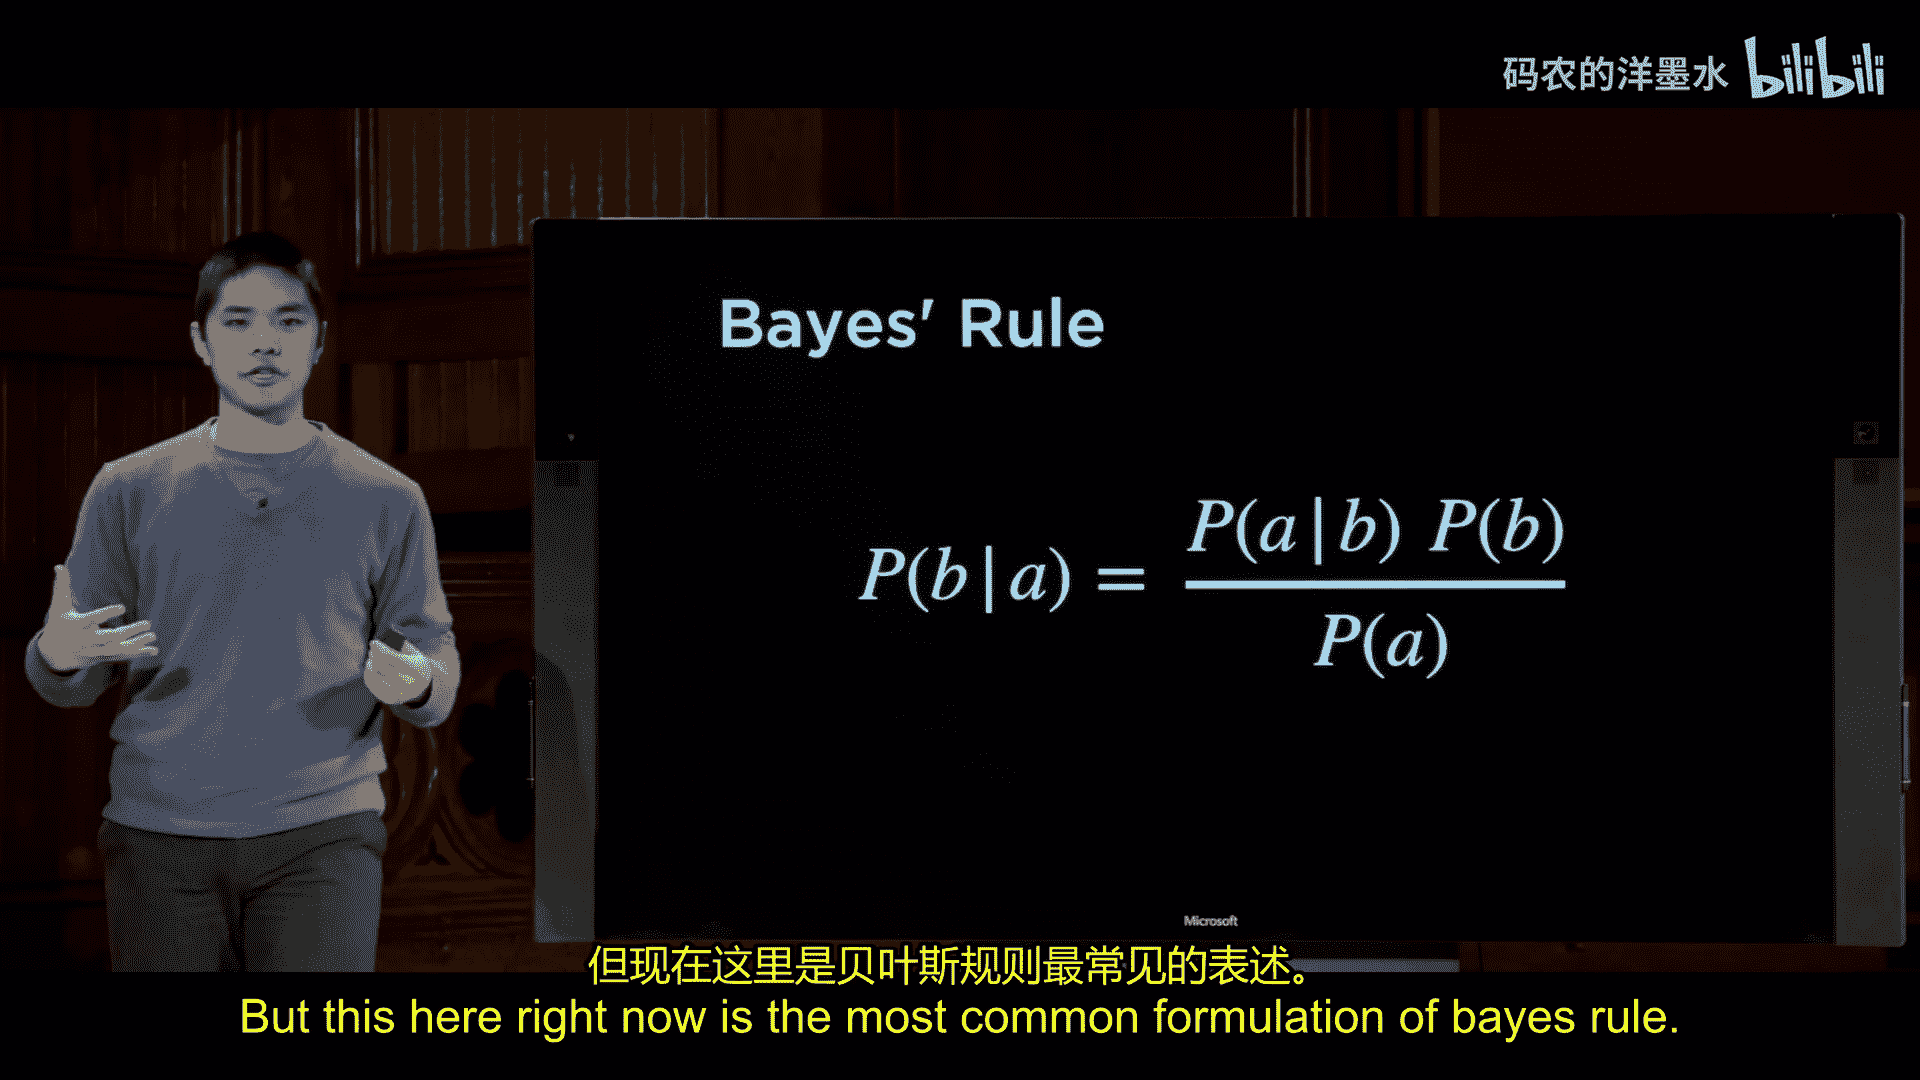 码农的洋墨水 bilibili
Bayes' Rule
P(b|a) = P(a|b) P(b) / P(a)
Microsoft
但现在这里是贝叶斯规则最常见的表述。
But this here right now is the most common formulation of bayes rule.